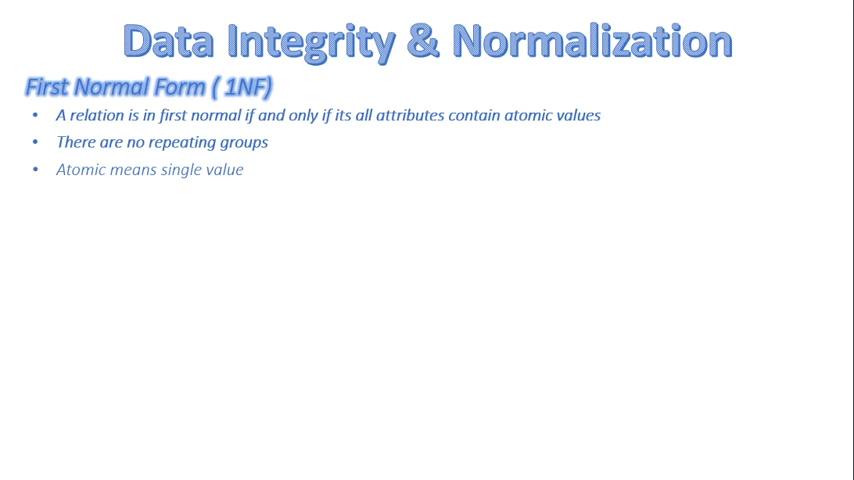 Data Integrity & Normalization
First Normal Form ( 1NF)
• A relation is in first normal if and only if its all attributes contain atomic values
• There are no repeating groups
• Atomic means single value